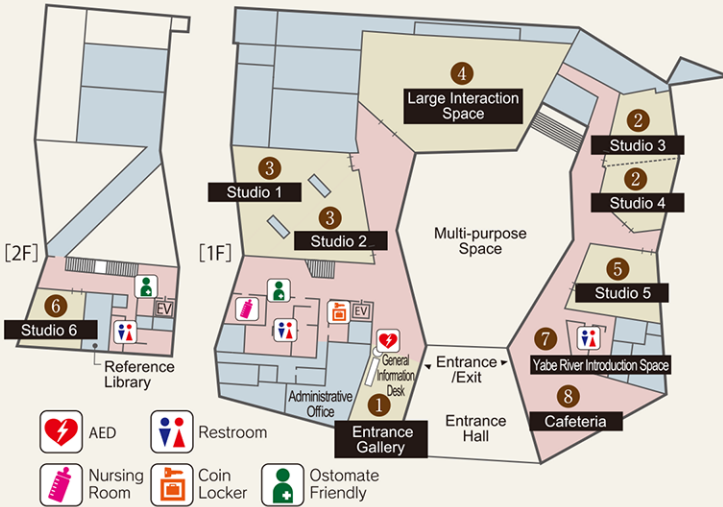 4
Large Interaction
Space
2
Studio 3
3
Studio 1
2
Studio 4
3
Studio 2
Multi-purpose
Space
[2F]
[1F]
5
Studio 5
EV
6
Studio 6
EV
7
Yabe River Introduction Space
Reference
Library
General
Information
Desk
Entrance
/Exit
Administrative
Office
1
Entrance
Gallery
Entrance
Hall
8
Cafeteria
AED
Restroom
Nursing
Room
Coin
Locker
Ostomate
Friendly